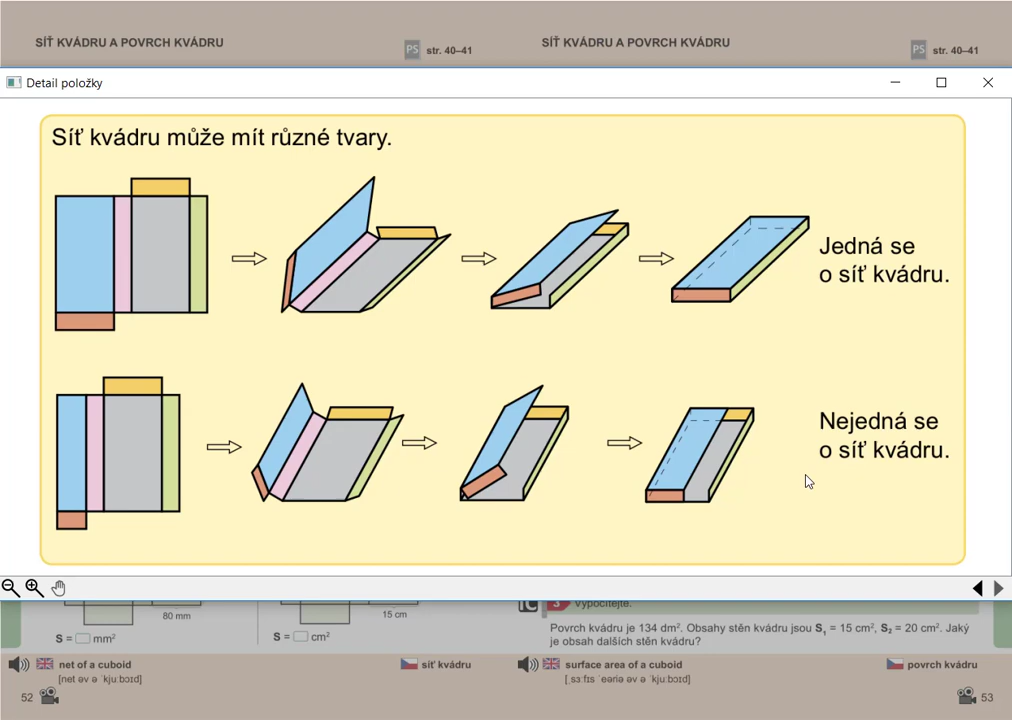 SÍŤ KVÁDRU A POVRCH KVÁDRU
PS str. 40–41
SÍŤ KVÁDRU A POVRCH KVÁDRU
PS str. 40–41
Detail položky
Síť kvádru může mít různé tvary.
Jedná se
o síť kvádru.
Nejedná se
o síť kvádru.
80 mm
15 cm
S = mm²
S = cm²
3 Vypočítejte.
Povrch kvádru je 134 dm². Obsahy stěn kvádru jsou S₁ = 15 cm², S₂ = 20 cm². Jaký
je obsah dalších stěn kvádru?
net of a cuboid
[net əv ə ˈkjuːbɔɪd]
síť kvádru
surface area of a cuboid
[ˌsɜːfɪs ˈeəriə əv ə ˈkjuːbɔɪd]
povrch kvádru
52
53